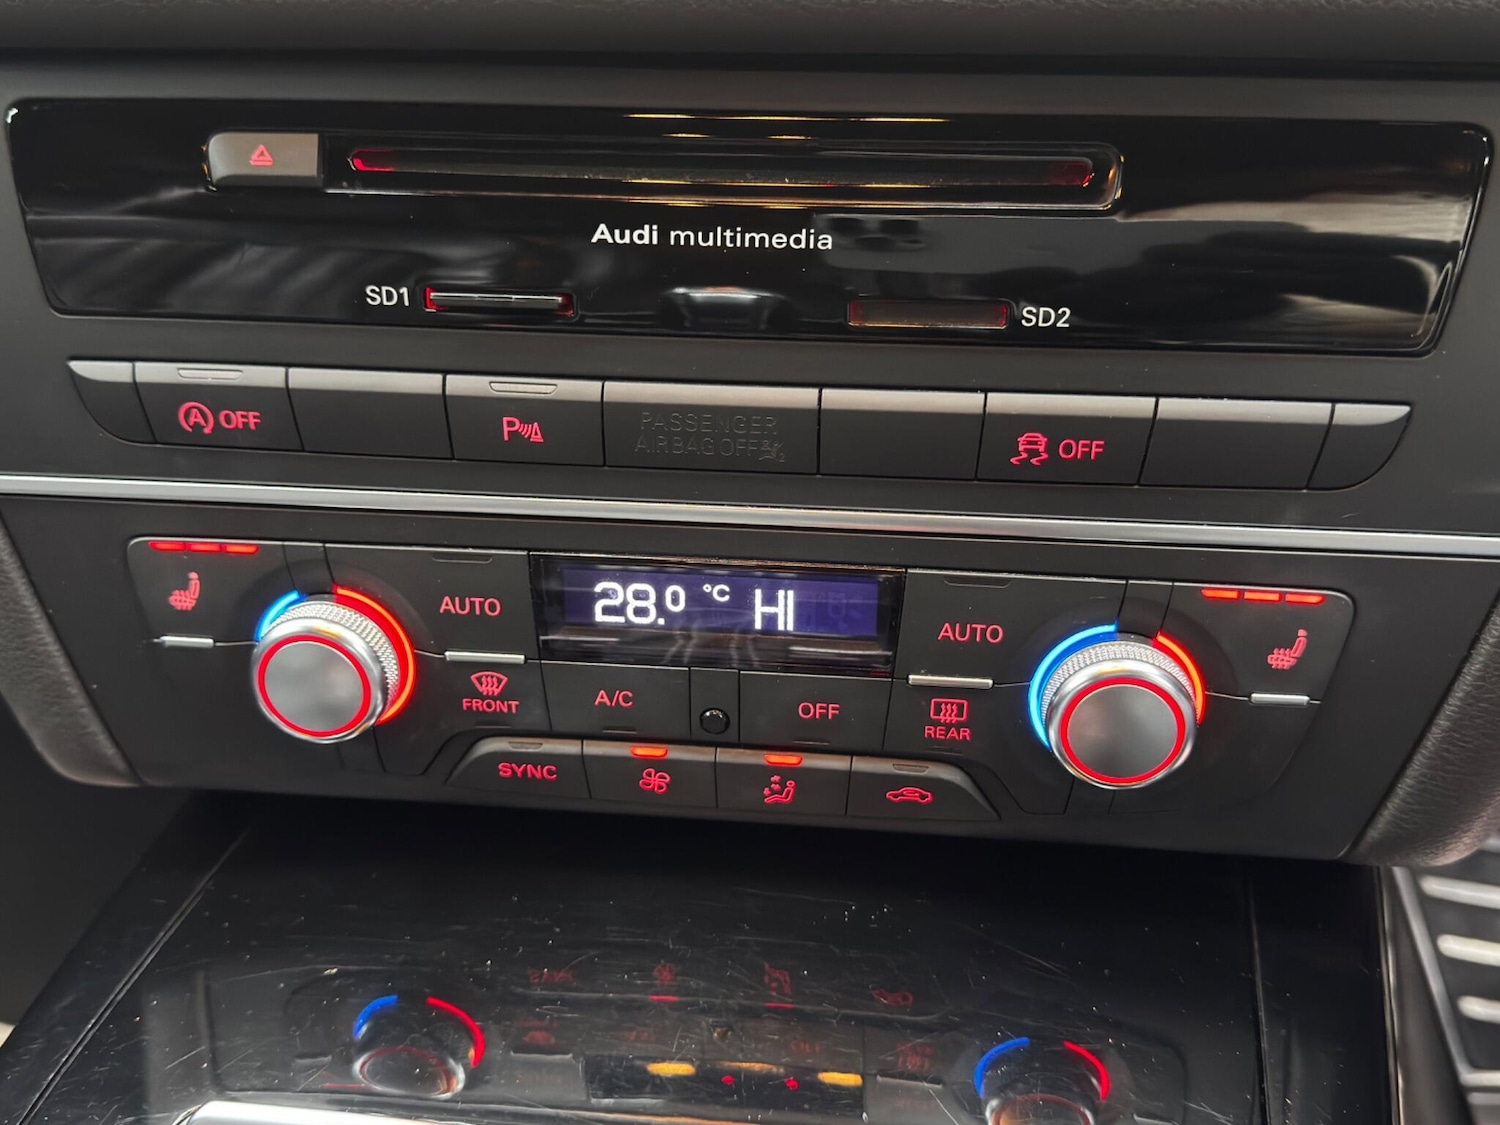 Audi multimedia
SD1
SD2
A OFF
P
PASSENGER
AIRBAG OFF
OFF
AUTO
28.0 °C HI
AUTO
FRONT
A/C
OFF
REAR
SYNC